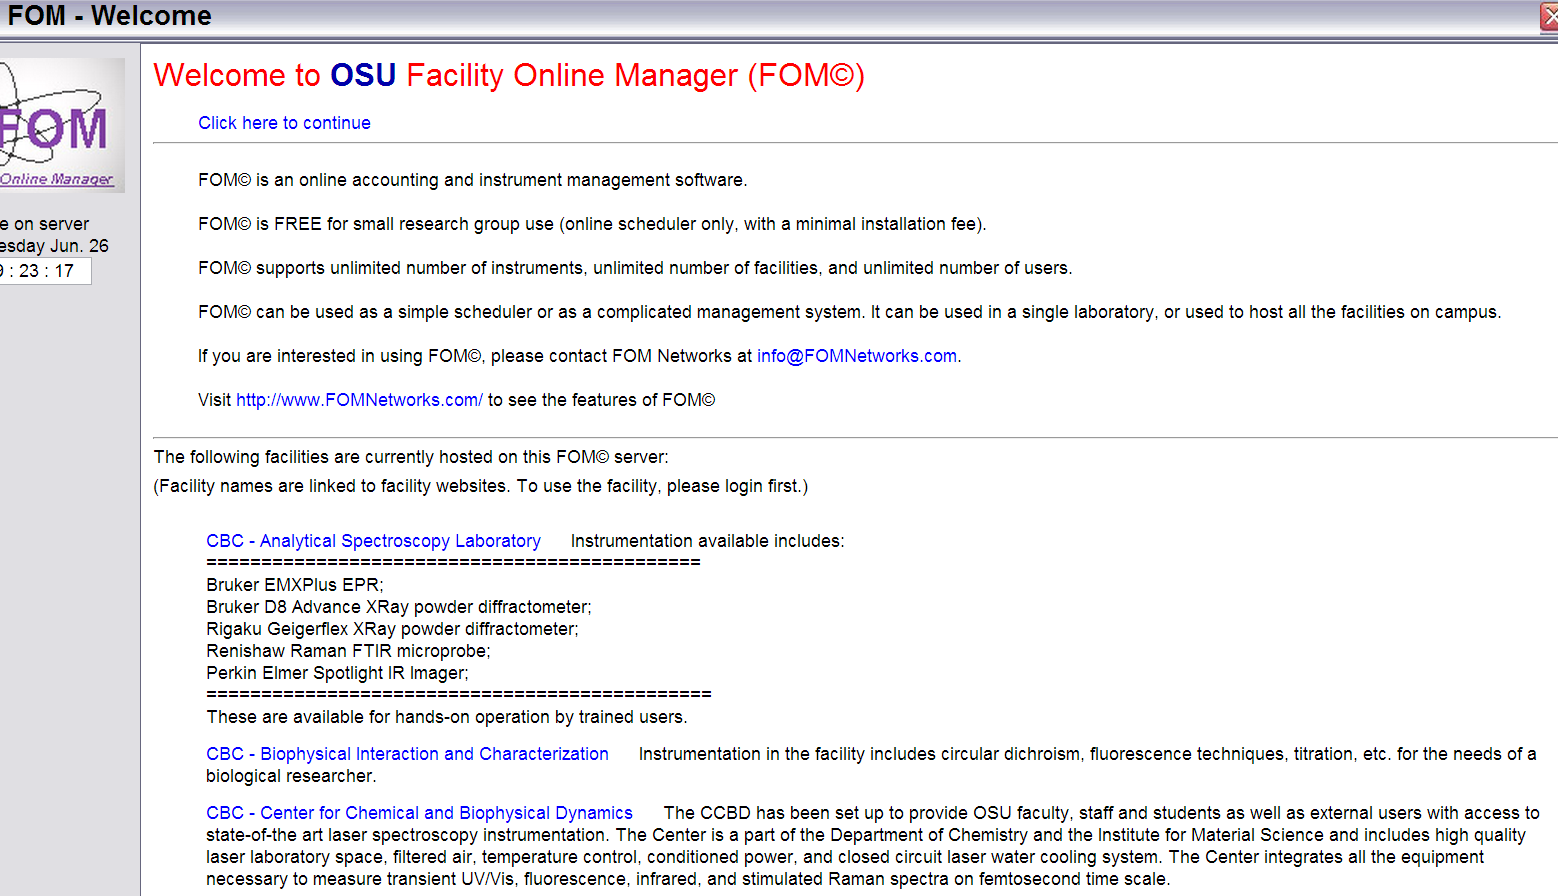 FOM - Welcome
FOM
Online Manager
e on server
esday Jun. 26
9 : 23 : 17
Welcome to OSU Facility Online Manager (FOM©)
Click here to continue
FOM© is an online accounting and instrument management software.
FOM© is FREE for small research group use (online scheduler only, with a minimal installation fee).
FOM© supports unlimited number of instruments, unlimited number of facilities, and unlimited number of users.
FOM© can be used as a simple scheduler or as a complicated management system. It can be used in a single laboratory, or used to host all the facilities on campus.
If you are interested in using FOM©, please contact FOM Networks at info@FOMNetworks.com.
Visit http://www.FOMNetworks.com/ to see the features of FOM©
The following facilities are currently hosted on this FOM© server:
(Facility names are linked to facility websites. To use the facility, please login first.)
CBC - Analytical Spectroscopy Laboratory Instrumentation available includes:
=============================================
Bruker EMXPlus EPR;
Bruker D8 Advance XRay powder diffractometer;
Rigaku Geigerflex XRay powder diffractometer;
Renishaw Raman FTIR microprobe;
Perkin Elmer Spotlight IR Imager;
==============================================
These are available for hands-on operation by trained users.
CBC - Biophysical Interaction and Characterization Instrumentation in the facility includes circular dichroism, fluorescence techniques, titration, etc. for the needs of a
biological researcher.
CBC - Center for Chemical and Biophysical Dynamics The CCBD has been set up to provide OSU faculty, staff and students as well as external users with access to
state-of-the art laser spectroscopy instrumentation. The Center is a part of the Department of Chemistry and the Institute for Material Science and includes high quality
laser laboratory space, filtered air, temperature control, conditioned power, and closed circuit laser water cooling system. The Center integrates all the equipment
necessary to measure transient UV/Vis, fluorescence, infrared, and stimulated Raman spectra on femtosecond time scale.